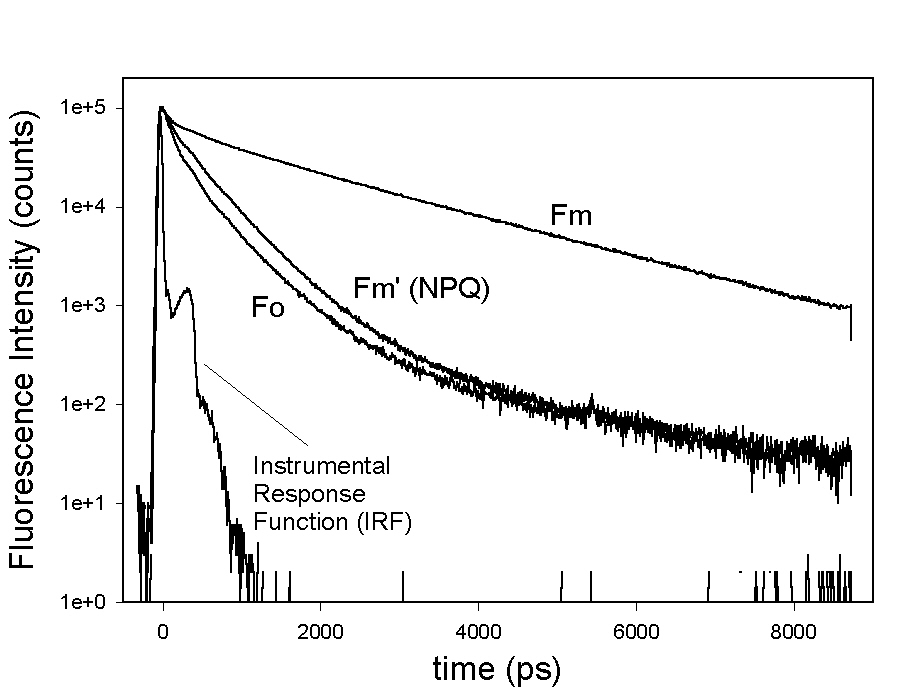 Fluorescence Intensity (counts)
1e+5
1e+4
1e+3
1e+2
1e+1
1e+0
Fm
Fm' (NPQ)
Fo
Instrumental
Response
Function (IRF)
0 2000 4000 6000 8000
time (ps)